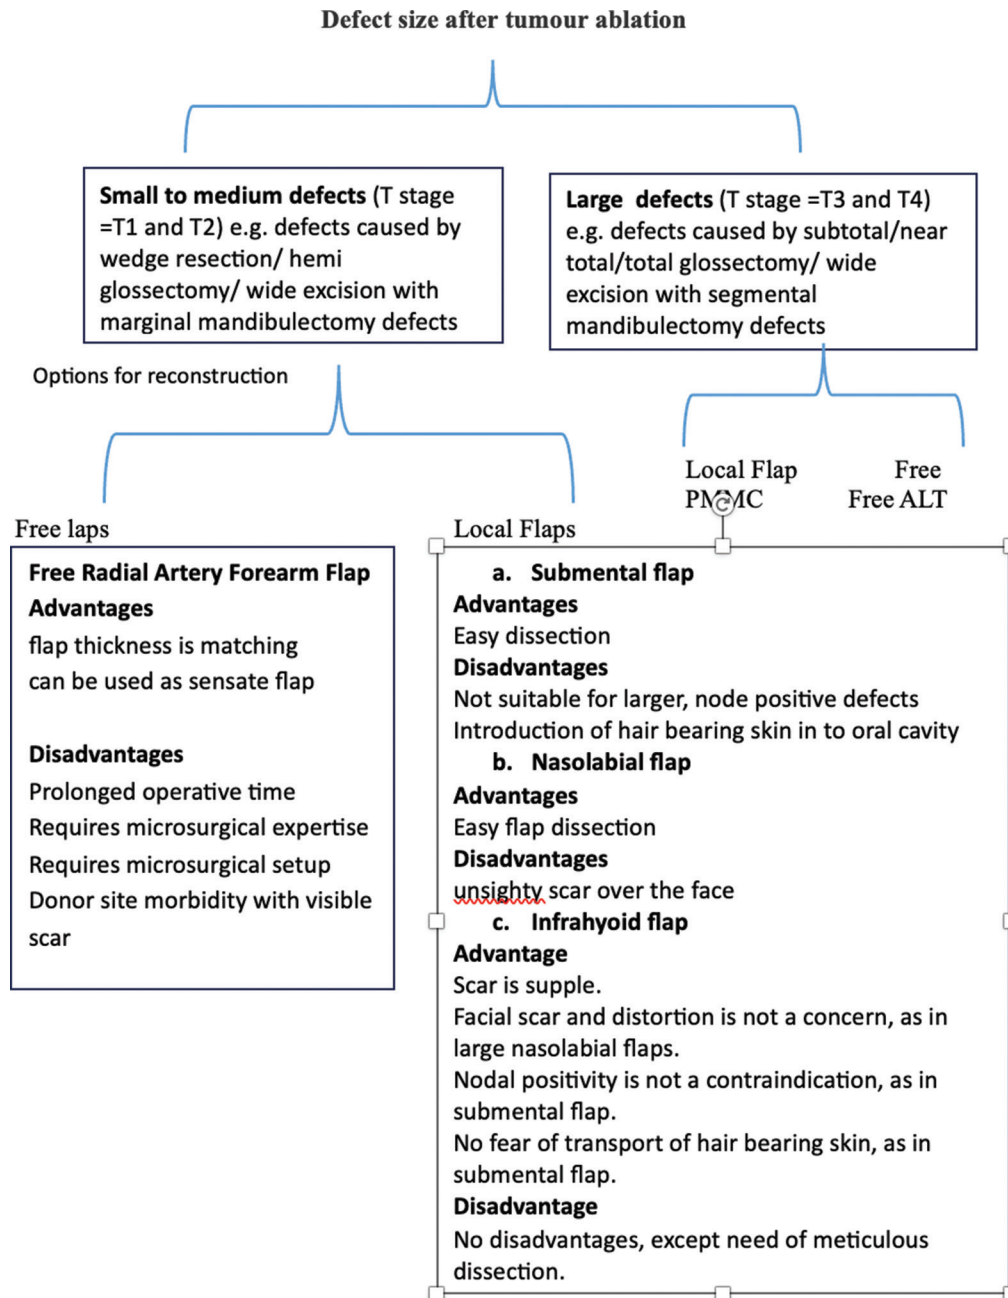 Defect size after tumour ablation
Small to medium defects (T stage
=T1 and T2) e.g. defects caused by
wedge resection/ hemi
glossectomy/ wide excision with
marginal mandibulectomy defects
Large defects (T stage =T3 and T4)
e.g. defects caused by subtotal/near
total/total glossectomy/ wide
excision with segmental
mandibulectomy defects
Options for reconstruction
Local Flap Free
PMMC Free ALT
Free laps
Free Radial Artery Forearm Flap
Advantages
flap thickness is matching
can be used as sensate flap
Disadvantages
Prolonged operative time
Requires microsurgical expertise
Requires microsurgical setup
Donor site morbidity with visible
scar
Local Flaps
a. Submental flap
Advantages
Easy dissection
Disadvantages
Not suitable for larger, node positive defects
Introduction of hair bearing skin in to oral cavity
b. Nasolabial flap
Advantages
Easy flap dissection
Disadvantages
unsighty scar over the face
c. Infrahyoid flap
Advantage
Scar is supple.
Facial scar and distortion is not a concern, as in
large nasolabial flaps.
Nodal positivity is not a contraindication, as in
submental flap.
No fear of transport of hair bearing skin, as in
submental flap.
Disadvantage
No disadvantages, except need of meticulous
dissection.